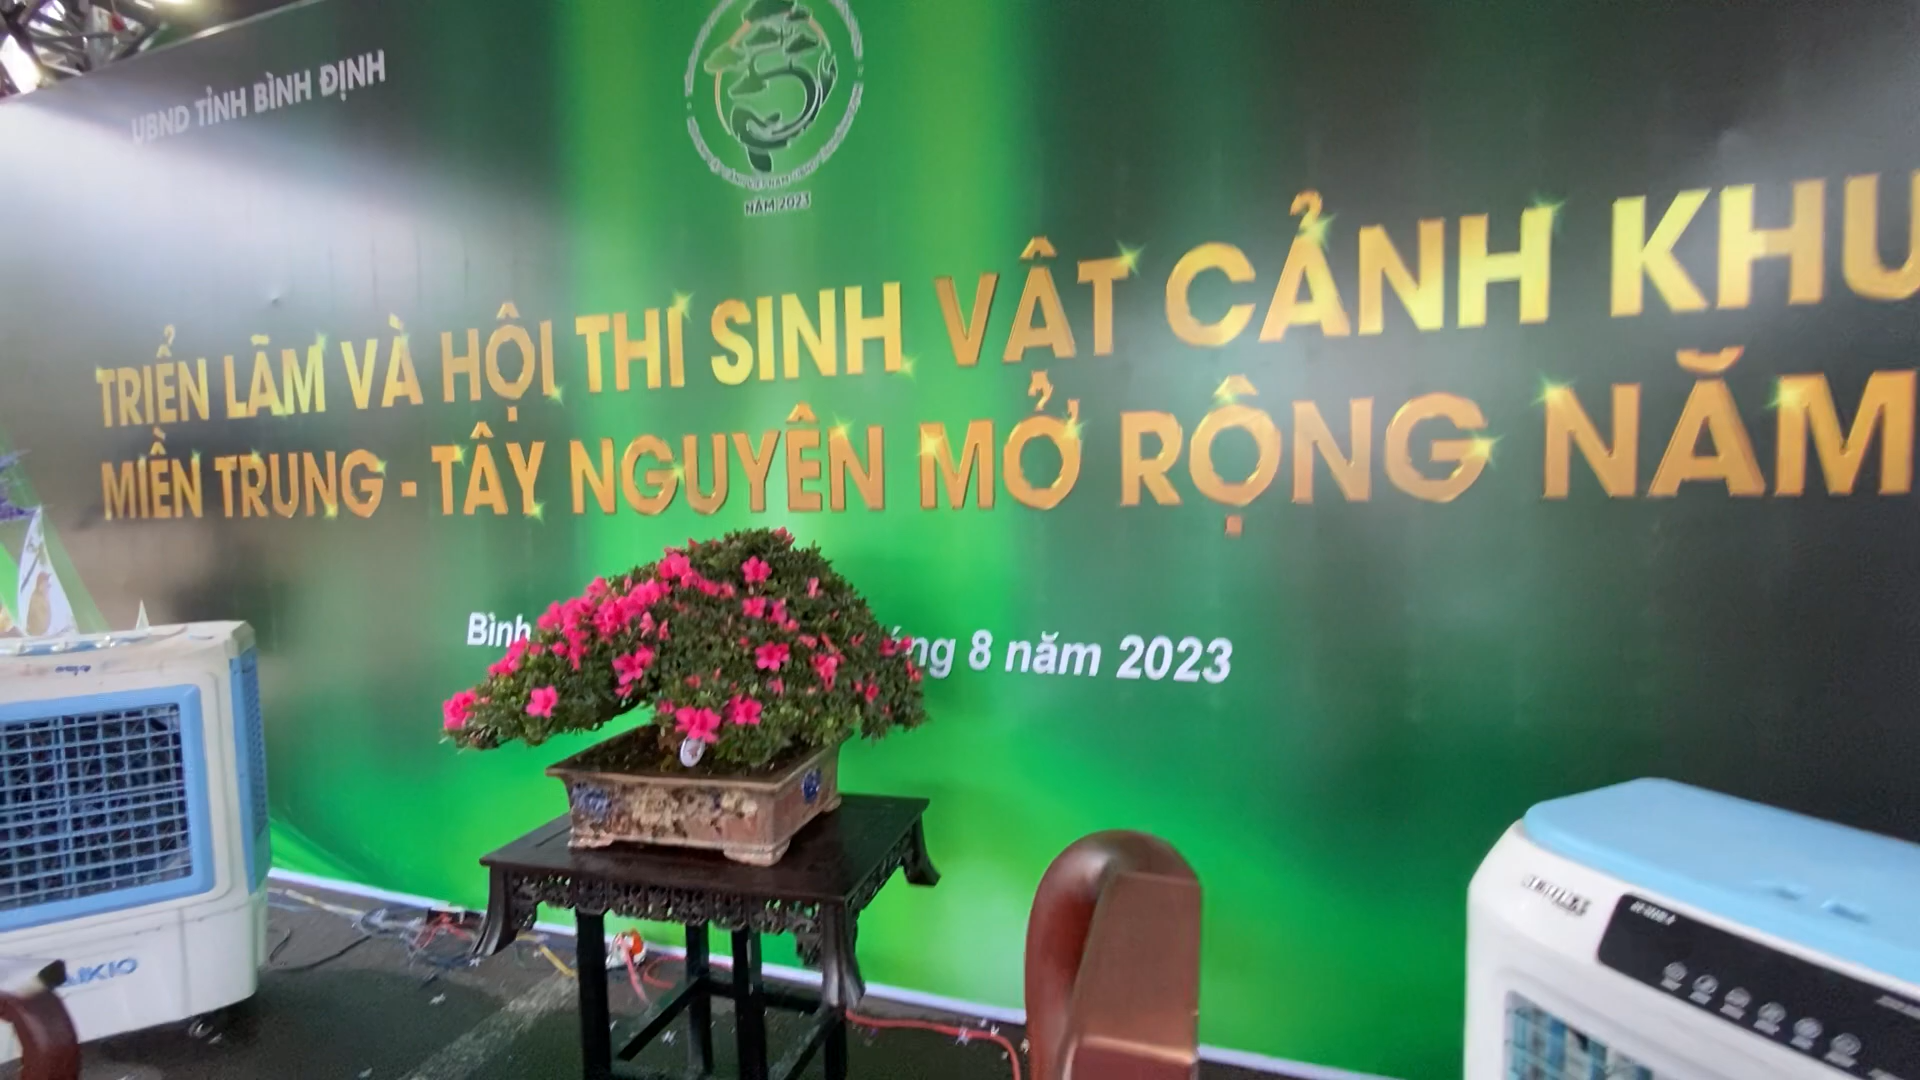 UBND TỈNH BÌNH ĐỊNH
NĂM 2023
TRIỂN LÃM VÀ HỘI THI SINH VẬT CẢNH KHU
MIỀN TRUNG - TÂY NGUYÊN MỞ RỘNG NĂM
Bình
ng 8 năm 2023